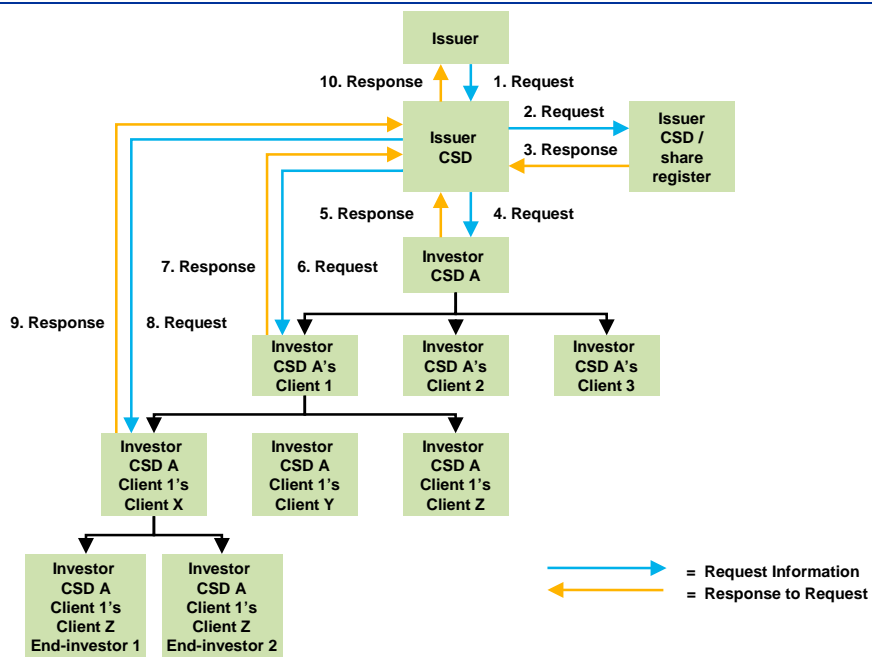 Issuer
10. Response
1. Request
2. Request
Issuer
CSD
Issuer
CSD /
share
register
3. Response
5. Response
4. Request
Investor
CSD A
7. Response
6. Request
9. Response
8. Request
Investor
CSD A's
Client 1
Investor
CSD A's
Client 2
Investor
CSD A's
Client 3
Investor
CSD A
Client 1's
Client X
Investor
CSD A
Client 1's
Client Y
Investor
CSD A
Client 1's
Client Z
Investor
CSD A
Client 1's
Client Z
End-investor 1
Investor
CSD A
Client 1's
Client Z
End-investor 2
= Request Information
= Response to Request